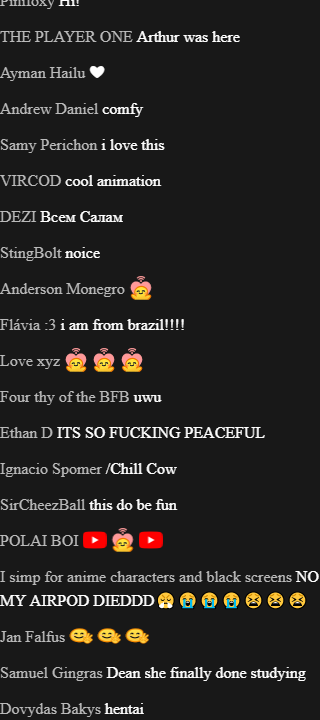 Pinifoxy Hi!
THE PLAYER ONE Arthur was here
Ayman Hailu 🤍
Andrew Daniel comfy
Samy Perichon i love this
VIRCOD cool animation
DEZI Всем Салам
StingBolt noice
Anderson Monegro
Flávia :3 i am from brazil!!!!
Love xyz
Four thy of the BFB uwu
Ethan D ITS SO FUCKING PEACEFUL
Ignacio Spomer /Chill Cow
SirCheezBall this do be fun
POLAI BOI
I simp for anime characters and black screens NO
MY AIRPOD DIEDDD 😤 😭 😭 😭 😫 😫 😫
Jan Falfus
Samuel Gingras Dean she finally done studying
Dovydas Bakys hentai